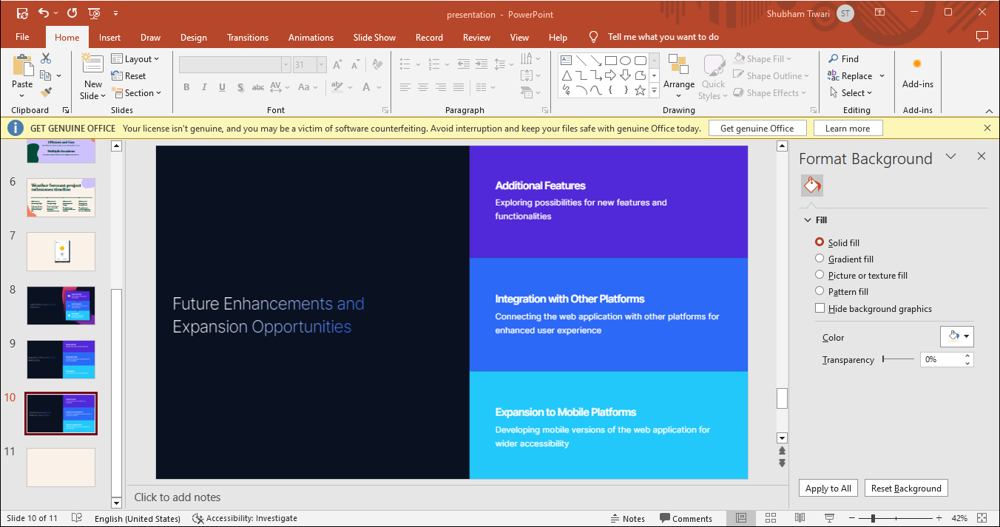 presentation - PowerPoint
Shubham Tiwari ST
File Home Insert Draw Design Transitions Animations Slide Show Record Review View Help Tell me what you want to do
Paste
Clipboard
New
Slide
Layout
Reset
Section
Slides
31
B I U S abc AV Aa A
Font
Paragraph
Arrange
Quick
Styles
Shape Fill
Shape Outline
Shape Effects
Drawing
Find
Replace
Select
Editing
Add-ins
Add-ins
GET GENUINE OFFICE Your license isn't genuine, and you may be a victim of software counterfeiting. Avoid interruption and keep your files safe with genuine Office today. Get genuine Office Learn more
Efficient and Fast
Multiple locations
6
Weather forecast project
milestones timeline
7
8
9
10
11
Future Enhancements and
Expansion Opportunities
Additional Features
Exploring possibilities for new features and
functionalities
Integration with Other Platforms
Connecting the web application with other platforms for
enhanced user experience
Expansion to Mobile Platforms
Developing mobile versions of the web application for
wider accessibility
Click to add notes
Format Background
Fill
Solid fill
Gradient fill
Picture or texture fill
Pattern fill
Hide background graphics
Color
Transparency 0%
Apply to All Reset Background
Slide 10 of 11 English (United States) Accessibility: Investigate Notes Comments 42%